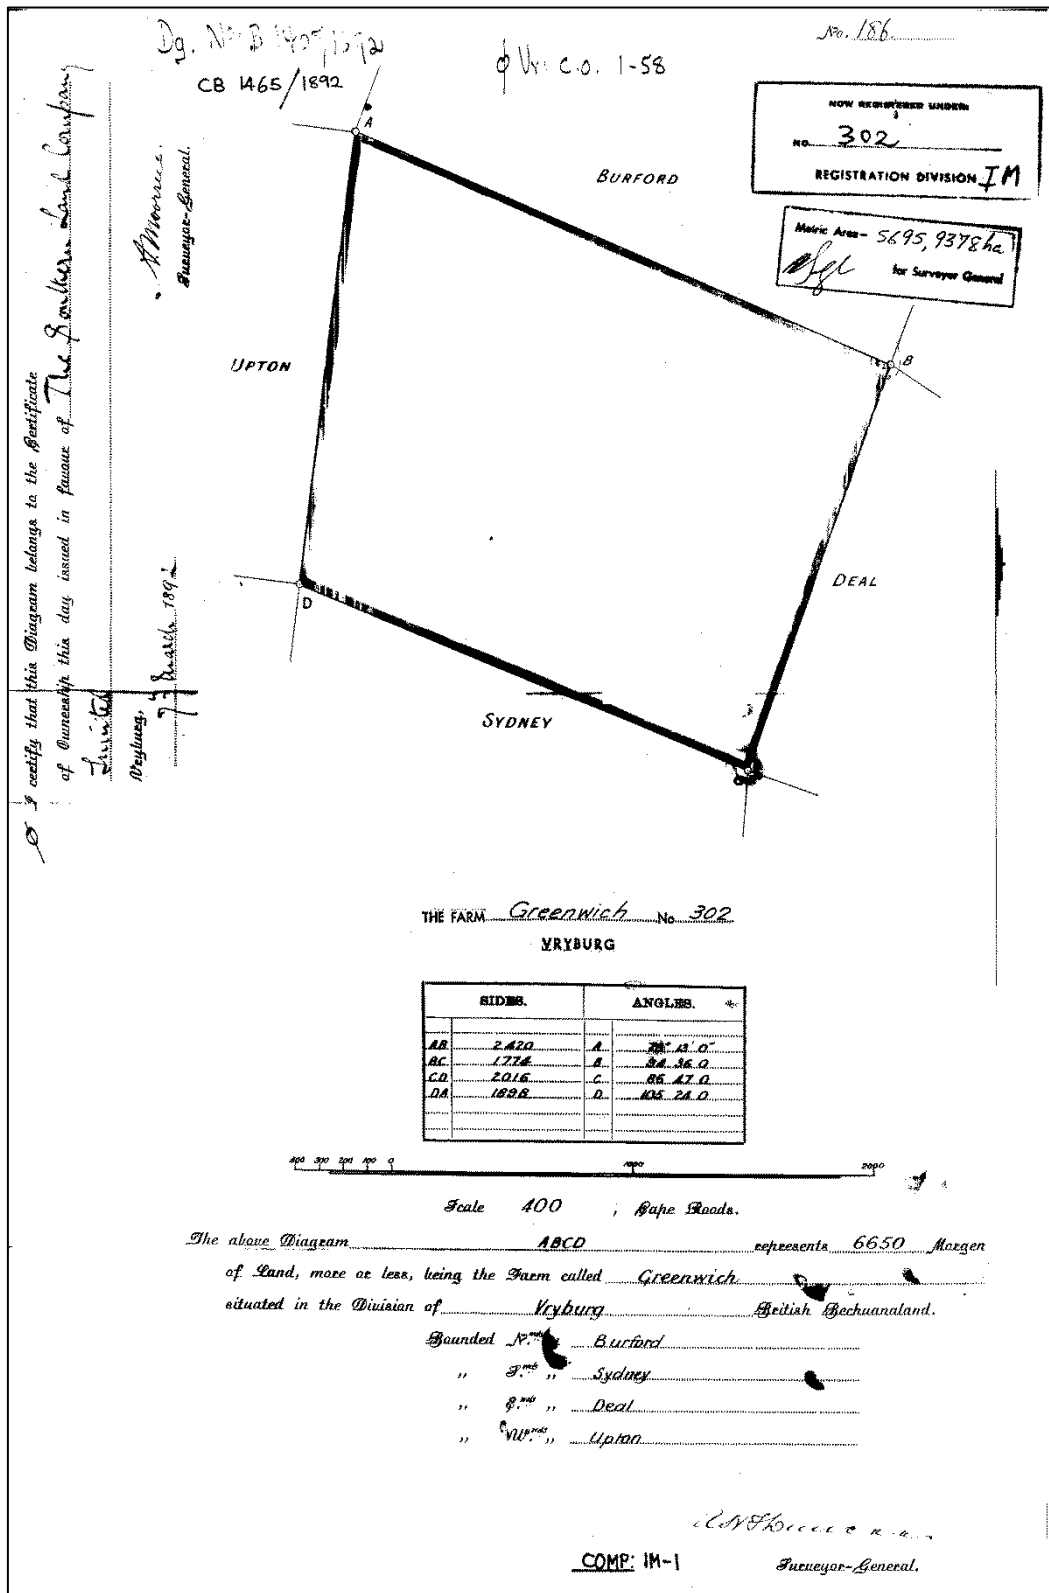 No. 186
Dg. No. B
CB 1465/1892
φ Vr. C.O. 1-58
NOW REGISTERED UNDER:
No. 302
REGISTRATION DIVISION IM
Metric Area – 5695,9378 ha
for Surveyor General
I certify that this Diagram belongs to the Certificate
of Ownership this day issued in favour of The Southern Land Company
Limited
Vryburg,
March 1892
Surveyor-General.
A
BURFORD
B
UPTON
DEAL
D
SYDNEY
THE FARM Greenwich No 302
VRYBURG
SIDES. ANGLES.
AB 2420 A 13' 0"
BC 1774 B 94 36 0
CD 2016 C 86 47 0
DA 1898 D 105 24 0
400 300 200 100 0 1000 2000
Scale 400 ; Cape Roods.
The above Diagram ABCD represents 6650 Morgen
of Land, more or less, being the Farm called Greenwich
situated in the Division of Vryburg British Bechuanaland.
Bounded N. Burford
,, S. ,, Sydney
,, E. ,, Deal
,, W. ,, Upton
COMP: IM-1 Surveyor-General.